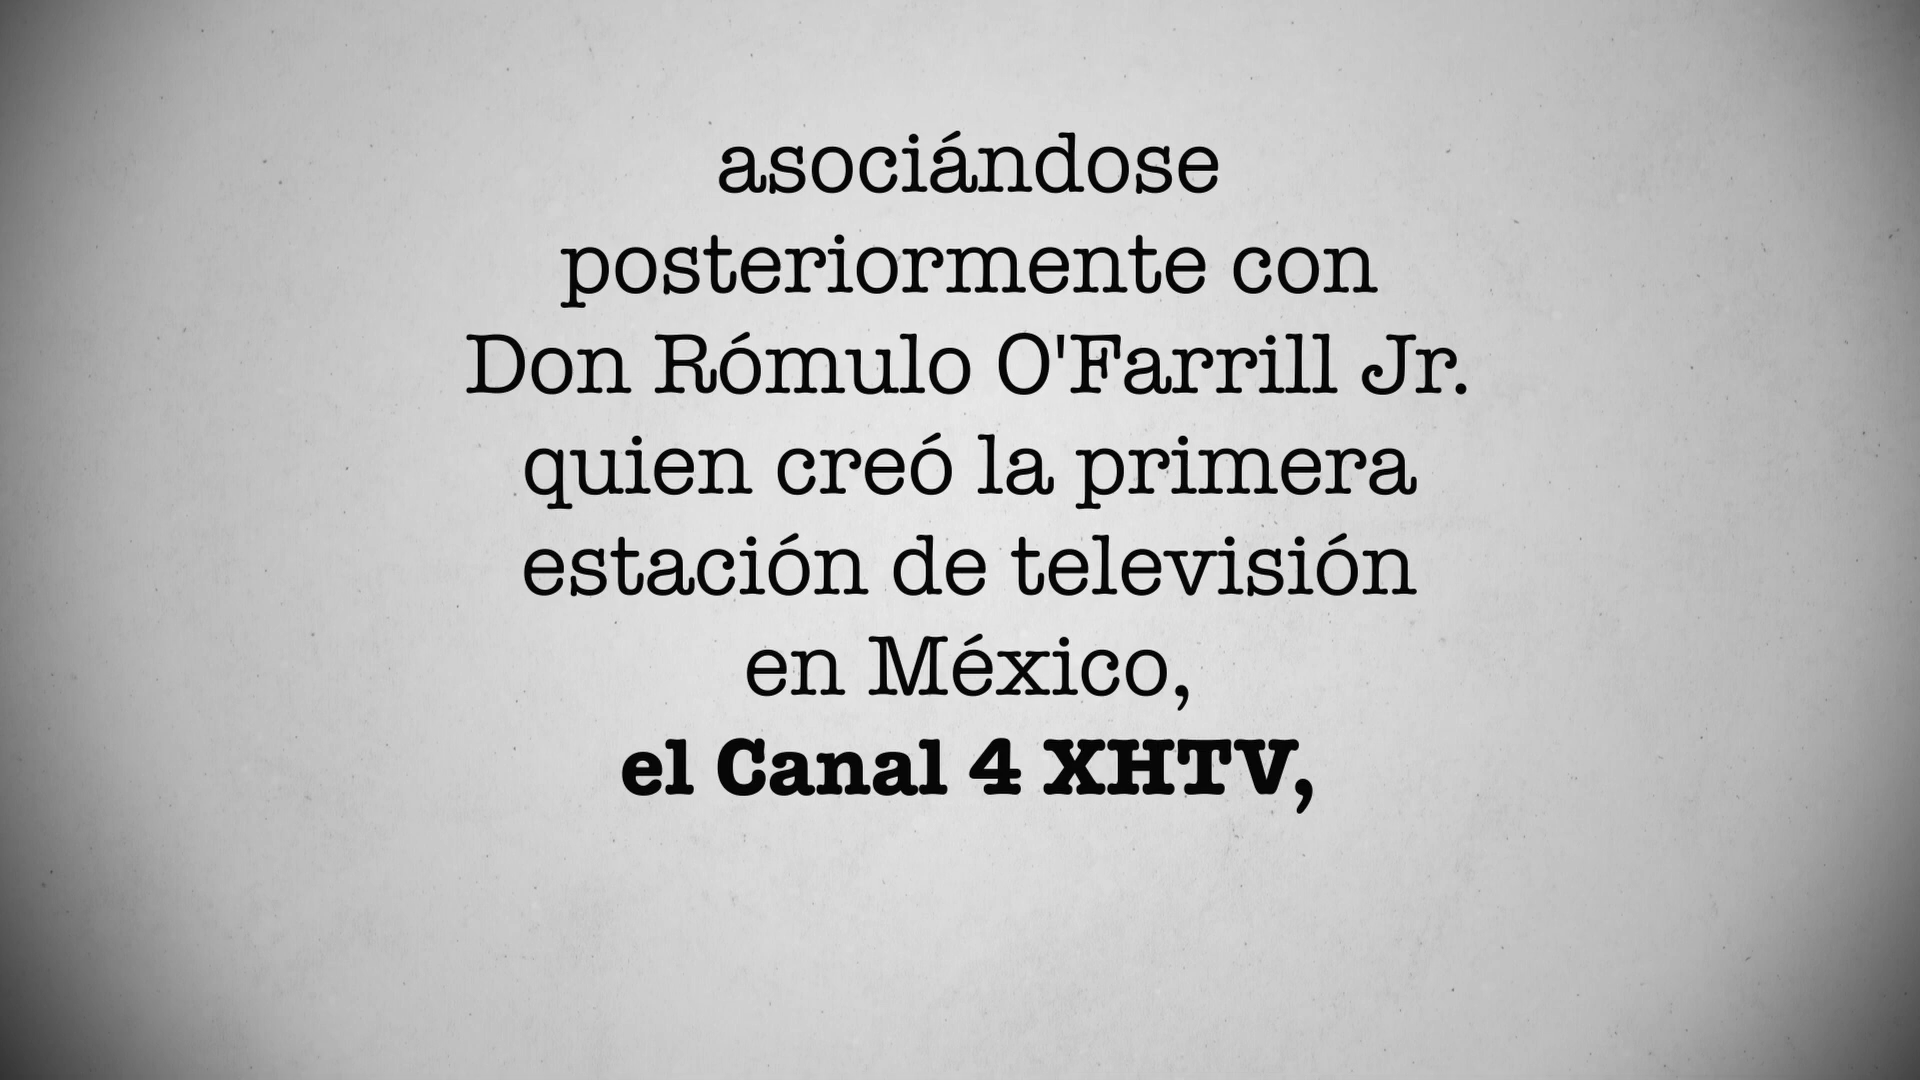 asociándose
posteriormente con
Don Rómulo O'Farrill Jr.
quien creó la primera
estación de televisión
en México,
el Canal 4 XHTV,